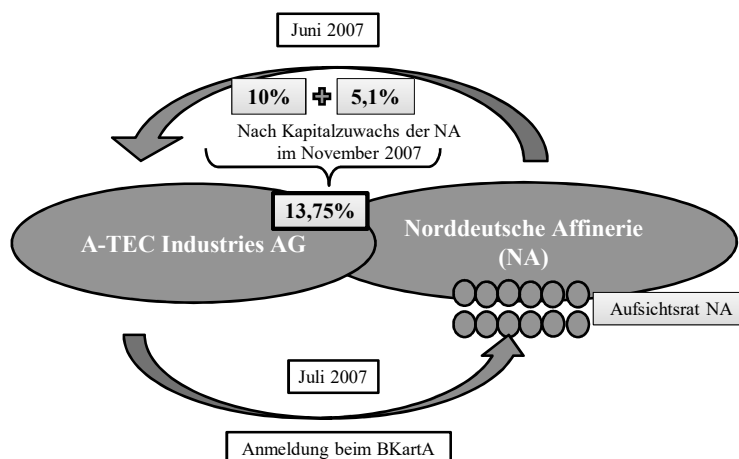 Juni 2007
10% + 5,1%
Nach Kapitalzuwachs der NA
im November 2007
13,75%
A-TEC Industries AG
Norddeutsche Affinerie
(NA)
Aufsichtsrat NA
Juli 2007
Anmeldung beim BKartA